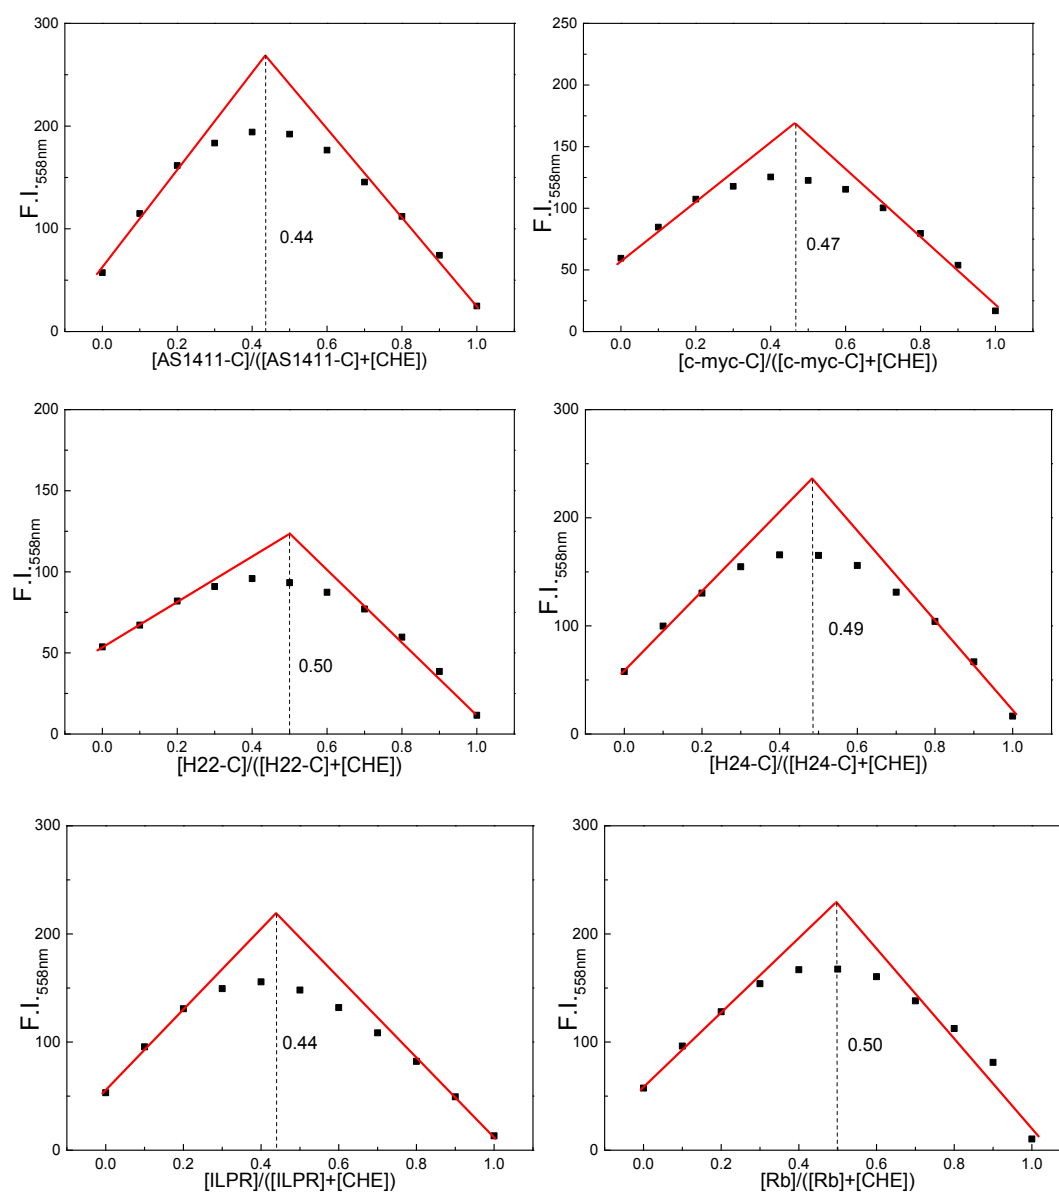 300
200
100
0
F.I.558nm
0.44
0.0 0.2 0.4 0.6 0.8 1.0
[AS1411-C]/([AS1411-C]+[CHE])
250
200
150
100
50
0
F.I.558nm
0.47
0.0 0.2 0.4 0.6 0.8 1.0
[c-myc-C]/([c-myc-C]+[CHE])
200
150
100
50
0
F.I.558nm
0.50
0.0 0.2 0.4 0.6 0.8 1.0
[H22-C]/([H22-C]+[CHE])
300
200
100
0
F.I.558nm
0.49
0.0 0.2 0.4 0.6 0.8 1.0
[H24-C]/([H24-C]+[CHE])
300
200
100
0
F.I.558nm
0.44
0.0 0.2 0.4 0.6 0.8 1.0
[ILPR]/([ILPR]+[CHE])
300
200
100
0
F.I.558nm
0.50
0.0 0.2 0.4 0.6 0.8 1.0
[Rb]/([Rb]+[CHE])